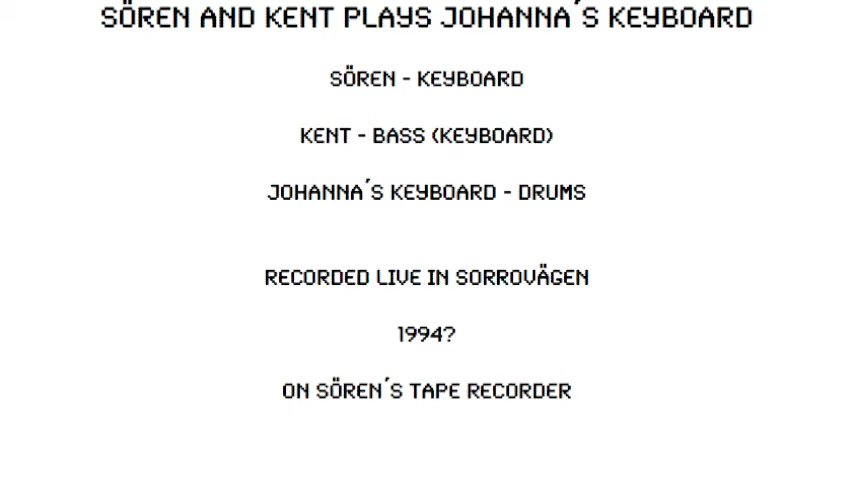 SÖREN AND KENT PLAYS JOHANNA´S KEYBOARD
SÖREN - KEYBOARD
KENT - BASS (KEYBOARD)
JOHANNA´S KEYBOARD - DRUMS
RECORDED LIVE IN SORROVÄGEN
1994?
ON SÖREN´S TAPE RECORDER